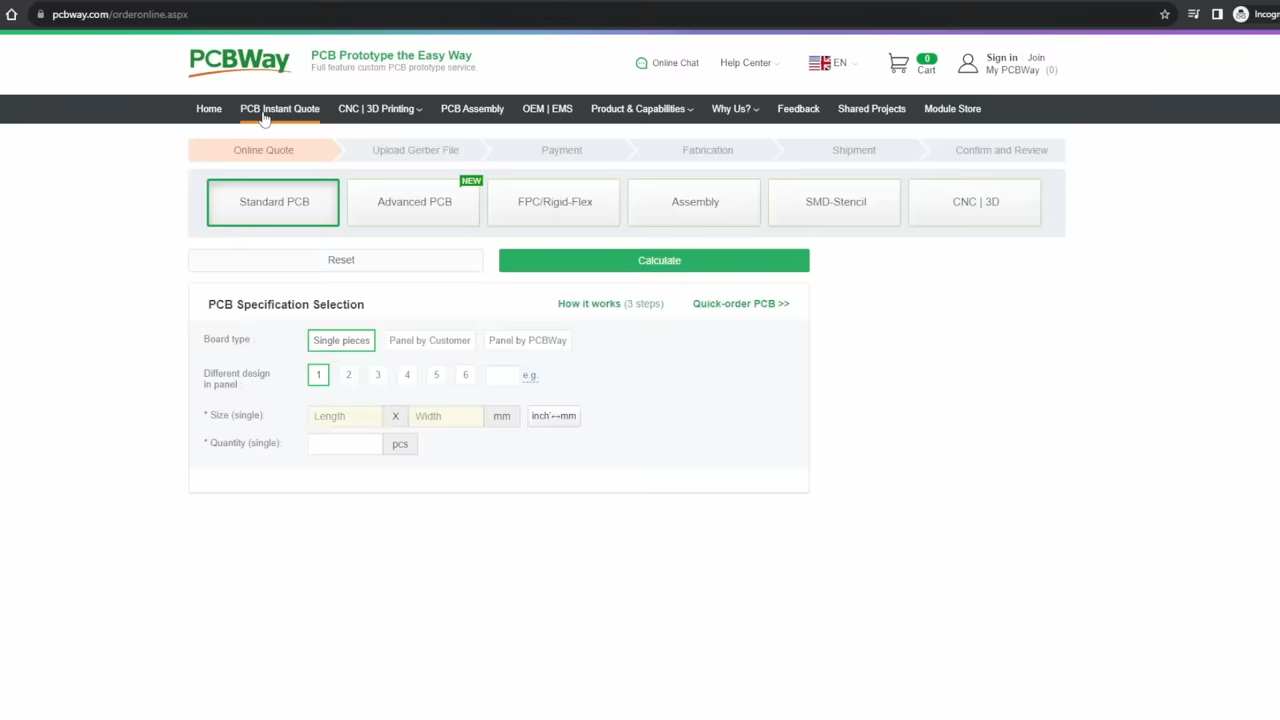 pcbway.com/orderonline.aspx
Incogn
PCBWay
PCB Prototype the Easy Way
Full feature custom PCB prototype service
Online Chat
Help Center
EN
0
Cart
Sign in
Join
My PCBWay (0)
Home
PCB Instant Quote
CNC | 3D Printing
PCB Assembly
OEM | EMS
Product & Capabilities
Why Us?
Feedback
Shared Projects
Module Store
Online Quote
Upload Gerber File
Payment
Fabrication
Shipment
Confirm and Review
Standard PCB
Advanced PCB
NEW
FPC/Rigid-Flex
Assembly
SMD-Stencil
CNC | 3D
Reset
Calculate
PCB Specification Selection
How it works (3 steps)
Quick-order PCB >>
Board type :
Single pieces
Panel by Customer
Panel by PCBWay
Different design
in panel :
1
2
3
4
5
6
e.g.
* Size (single)
Length
X
Width
mm
inch↔mm
* Quantity (single):
pcs